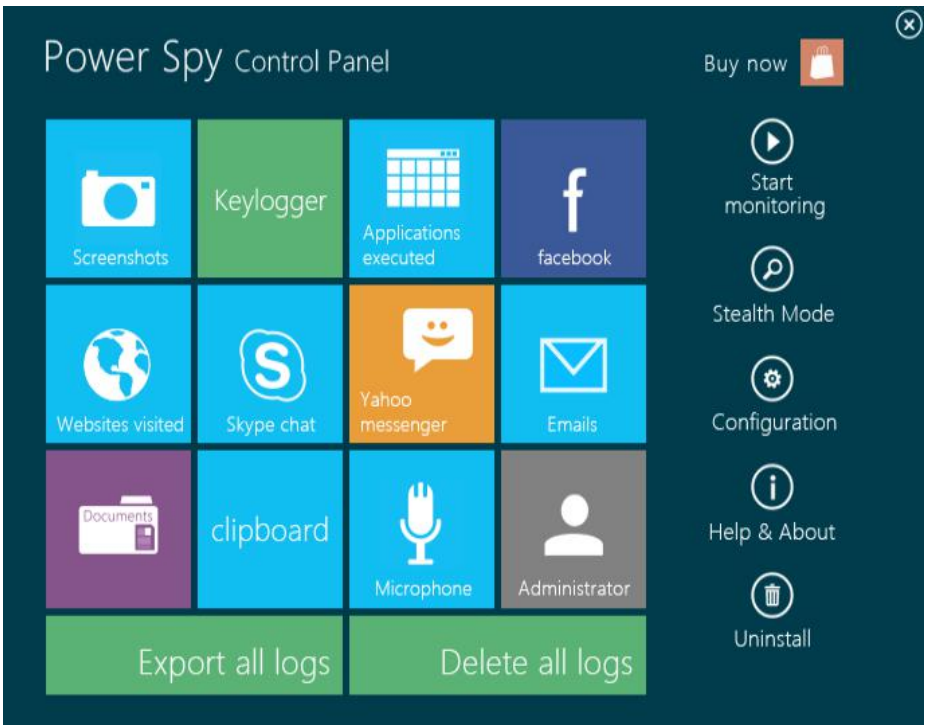 Power Spy Control Panel
Buy now
Screenshots
Keylogger
Applications
executed
f
facebook
Websites visited
S
Skype chat
Yahoo
messenger
Emails
Documents
clipboard
Microphone
Administrator
Export all logs
Delete all logs
Start
monitoring
Stealth Mode
Configuration
i
Help & About
Uninstall